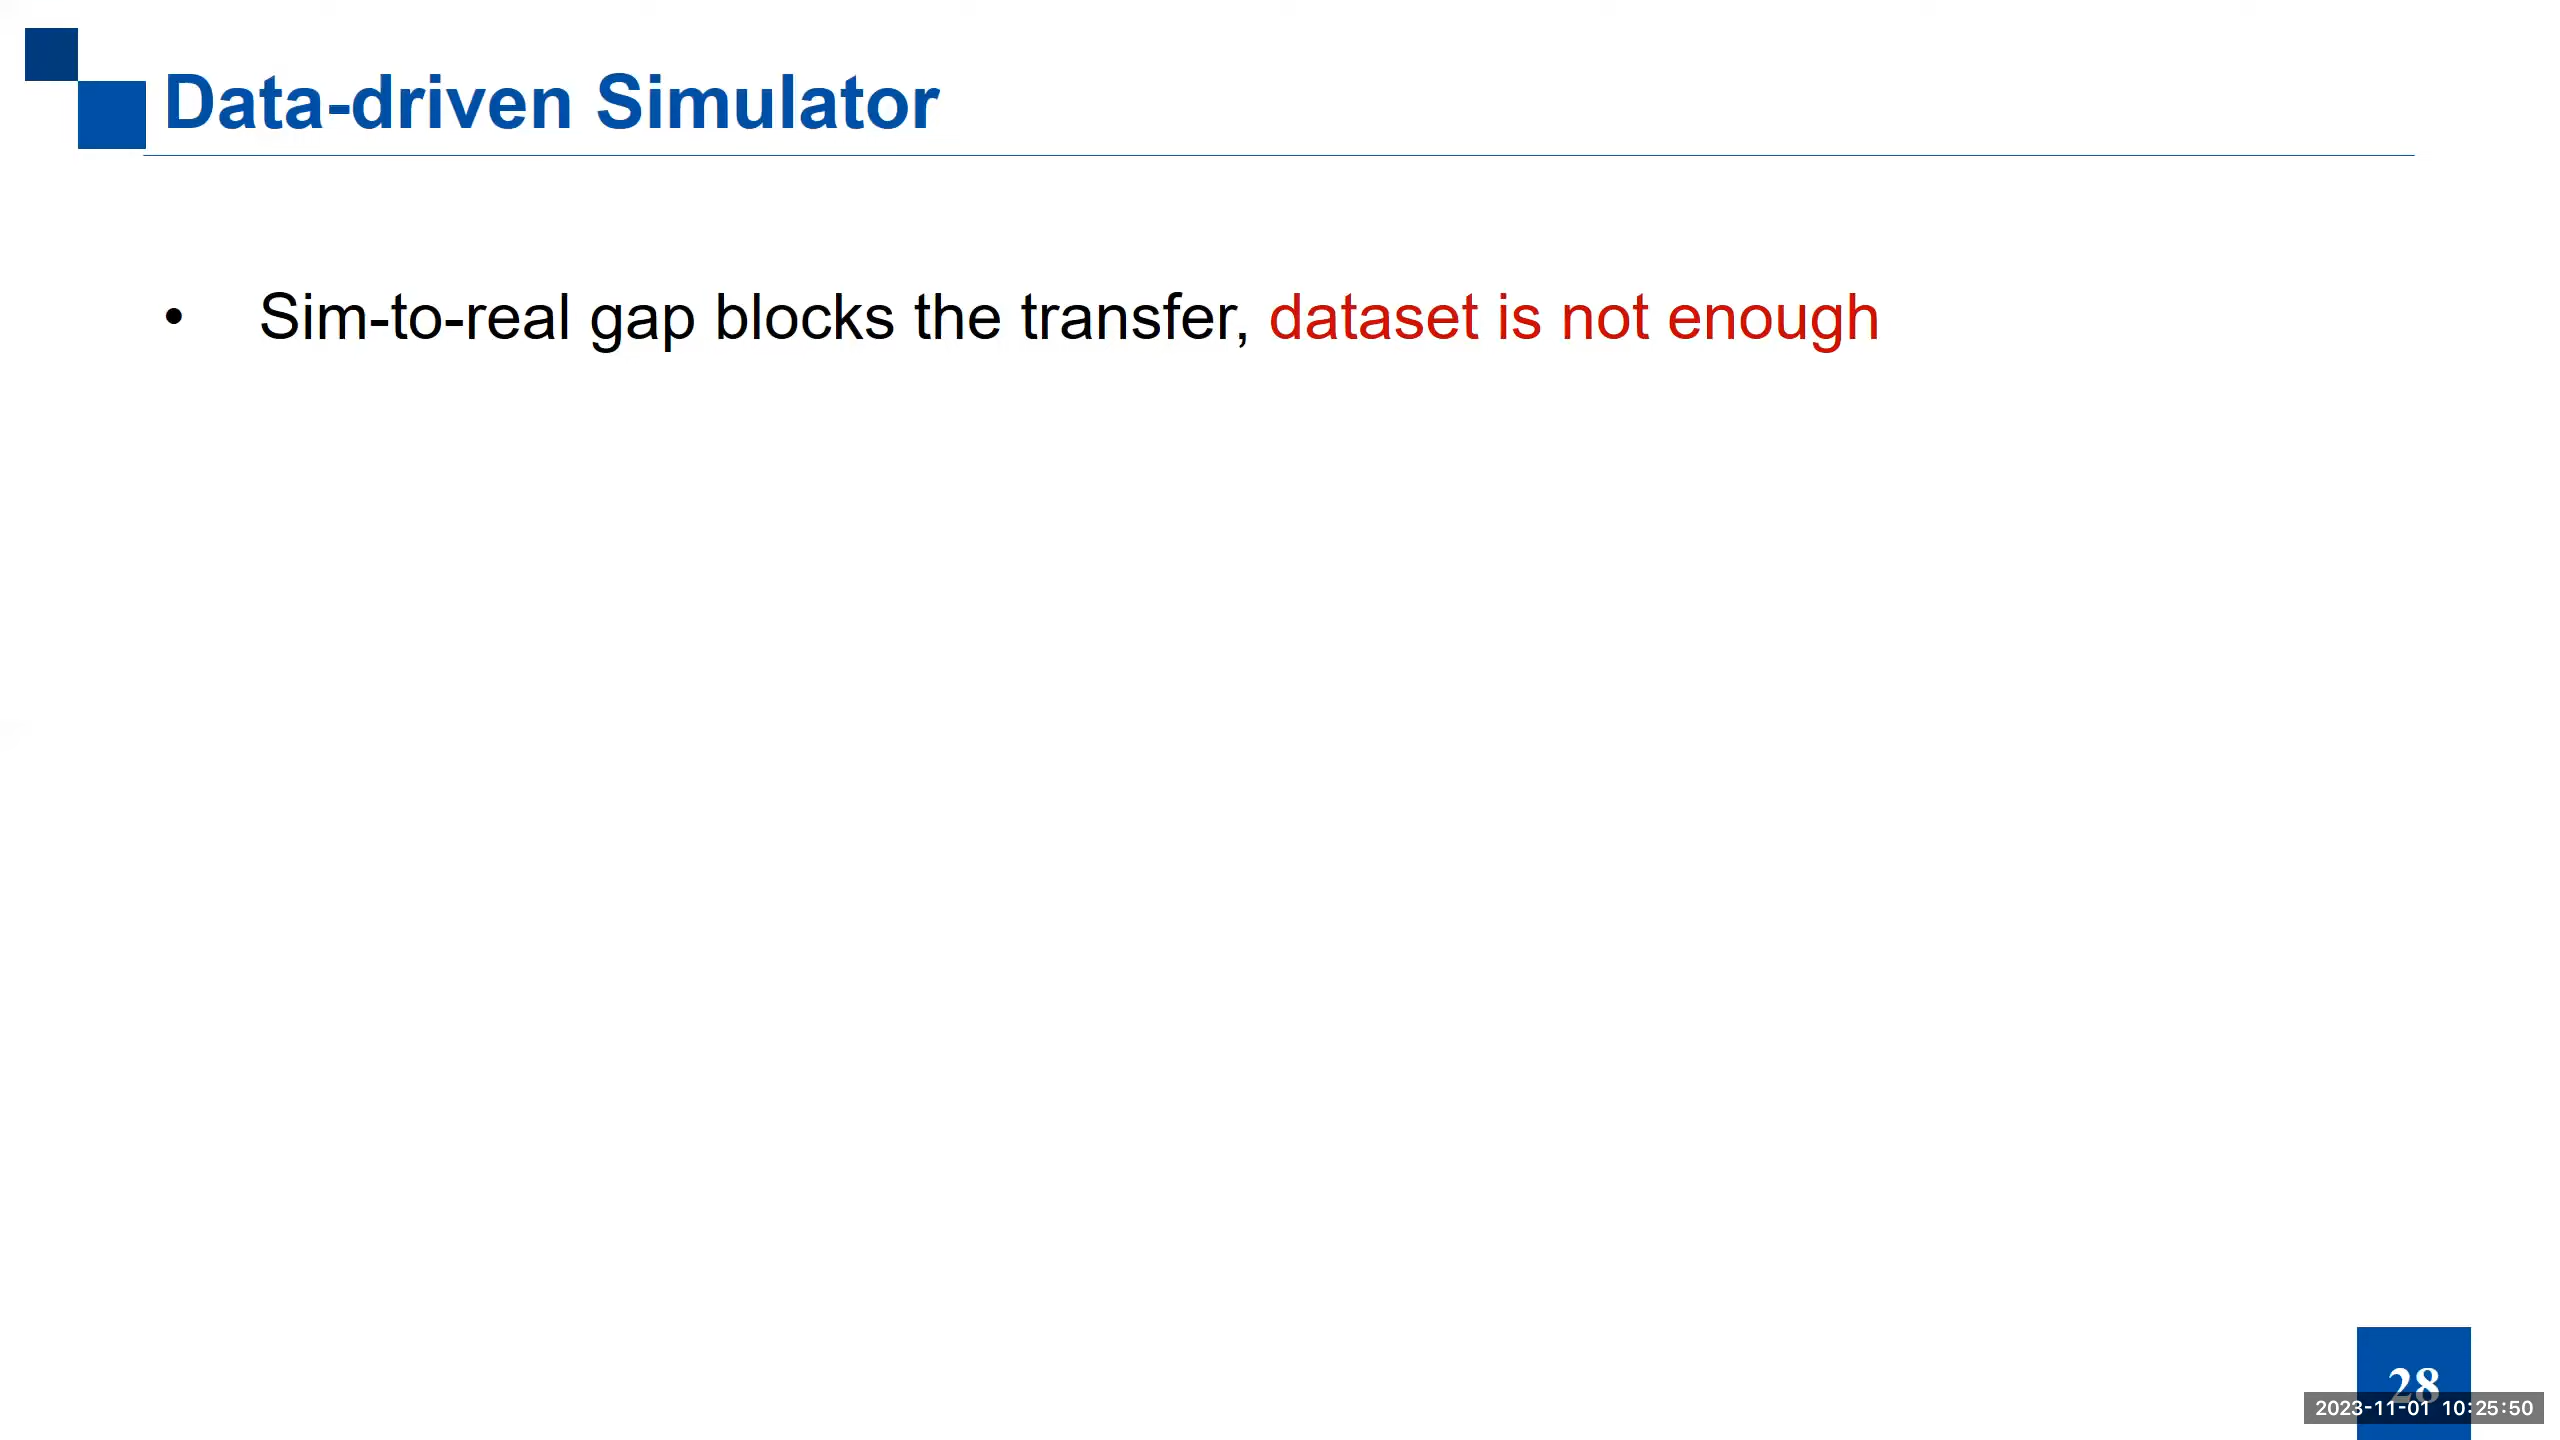 Data-driven Simulator
• Sim-to-real gap blocks the transfer, dataset is not enough
28
2023-11-01 10:25:50